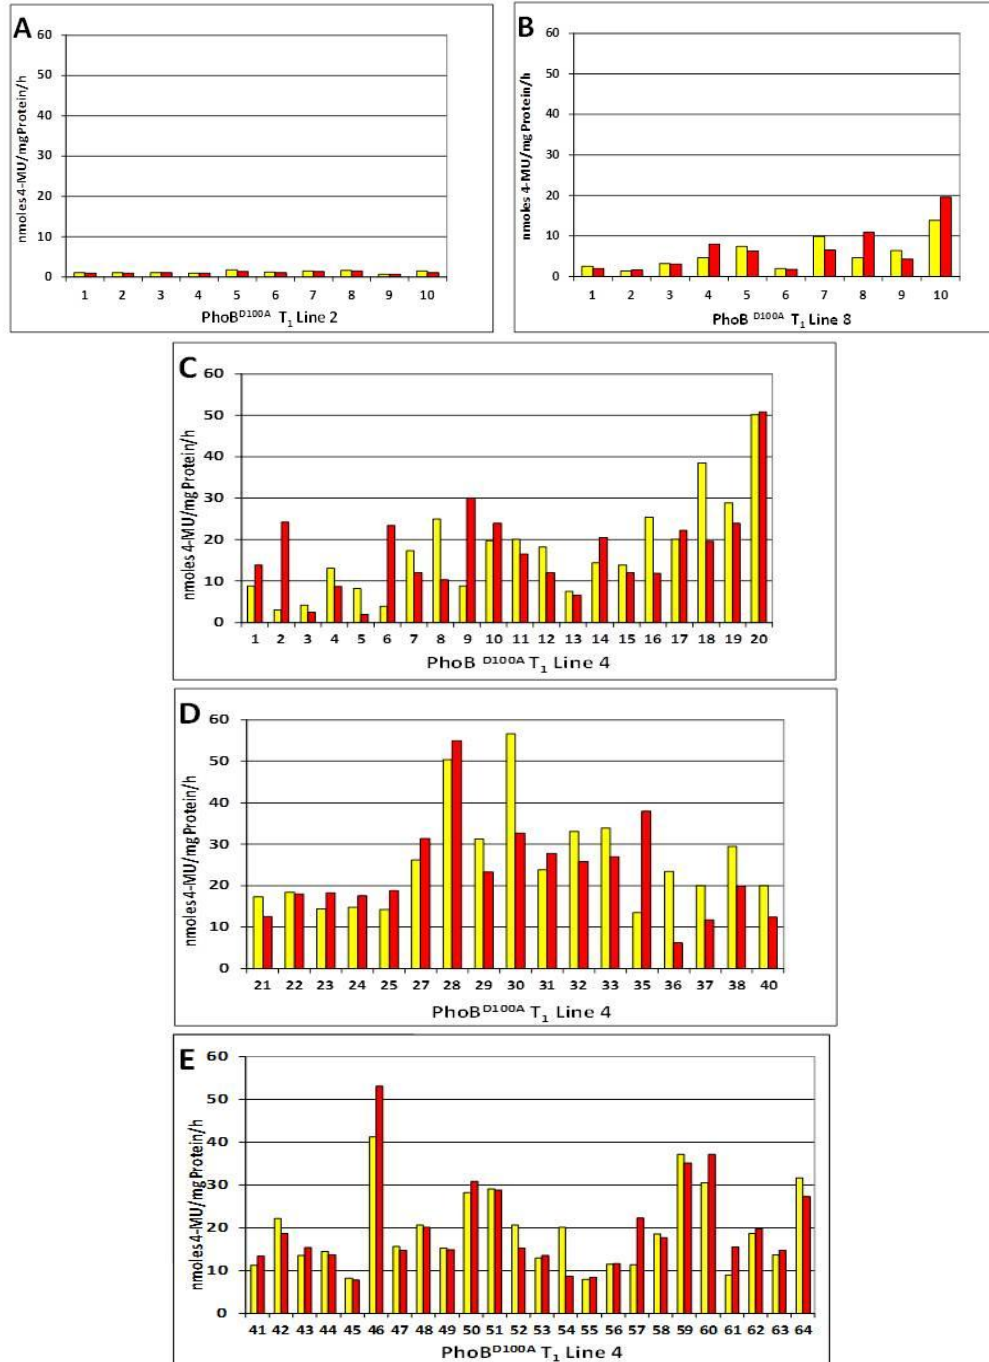 A
nmoles 4-MU/mg Protein/h
60
50
40
30
20
10
0
1 2 3 4 5 6 7 8 9 10
PhoB^D100A T₁ Line 2
B
nmoles 4-MU/mg Protein/h
60
50
40
30
20
10
0
1 2 3 4 5 6 7 8 9 10
PhoB ^D100A T₁ Line 8
C
nmoles 4-MU/mg Protein/h
60
50
40
30
20
10
0
1 2 3 4 5 6 7 8 9 10 11 12 13 14 15 16 17 18 19 20
PhoB ^D100A T₁ Line 4
D
nmoles 4-MU/mg Protein/h
60
50
40
30
20
10
0
21 22 23 24 25 27 28 29 30 31 32 33 35 36 37 38 40
PhoB^D100A T₁ Line 4
E
nmoles 4-MU/mg Protein/h
60
50
40
30
20
10
0
41 42 43 44 45 46 47 48 49 50 51 52 53 54 55 56 57 58 59 60 61 62 63 64
PhoB^D100A T₁ Line 4